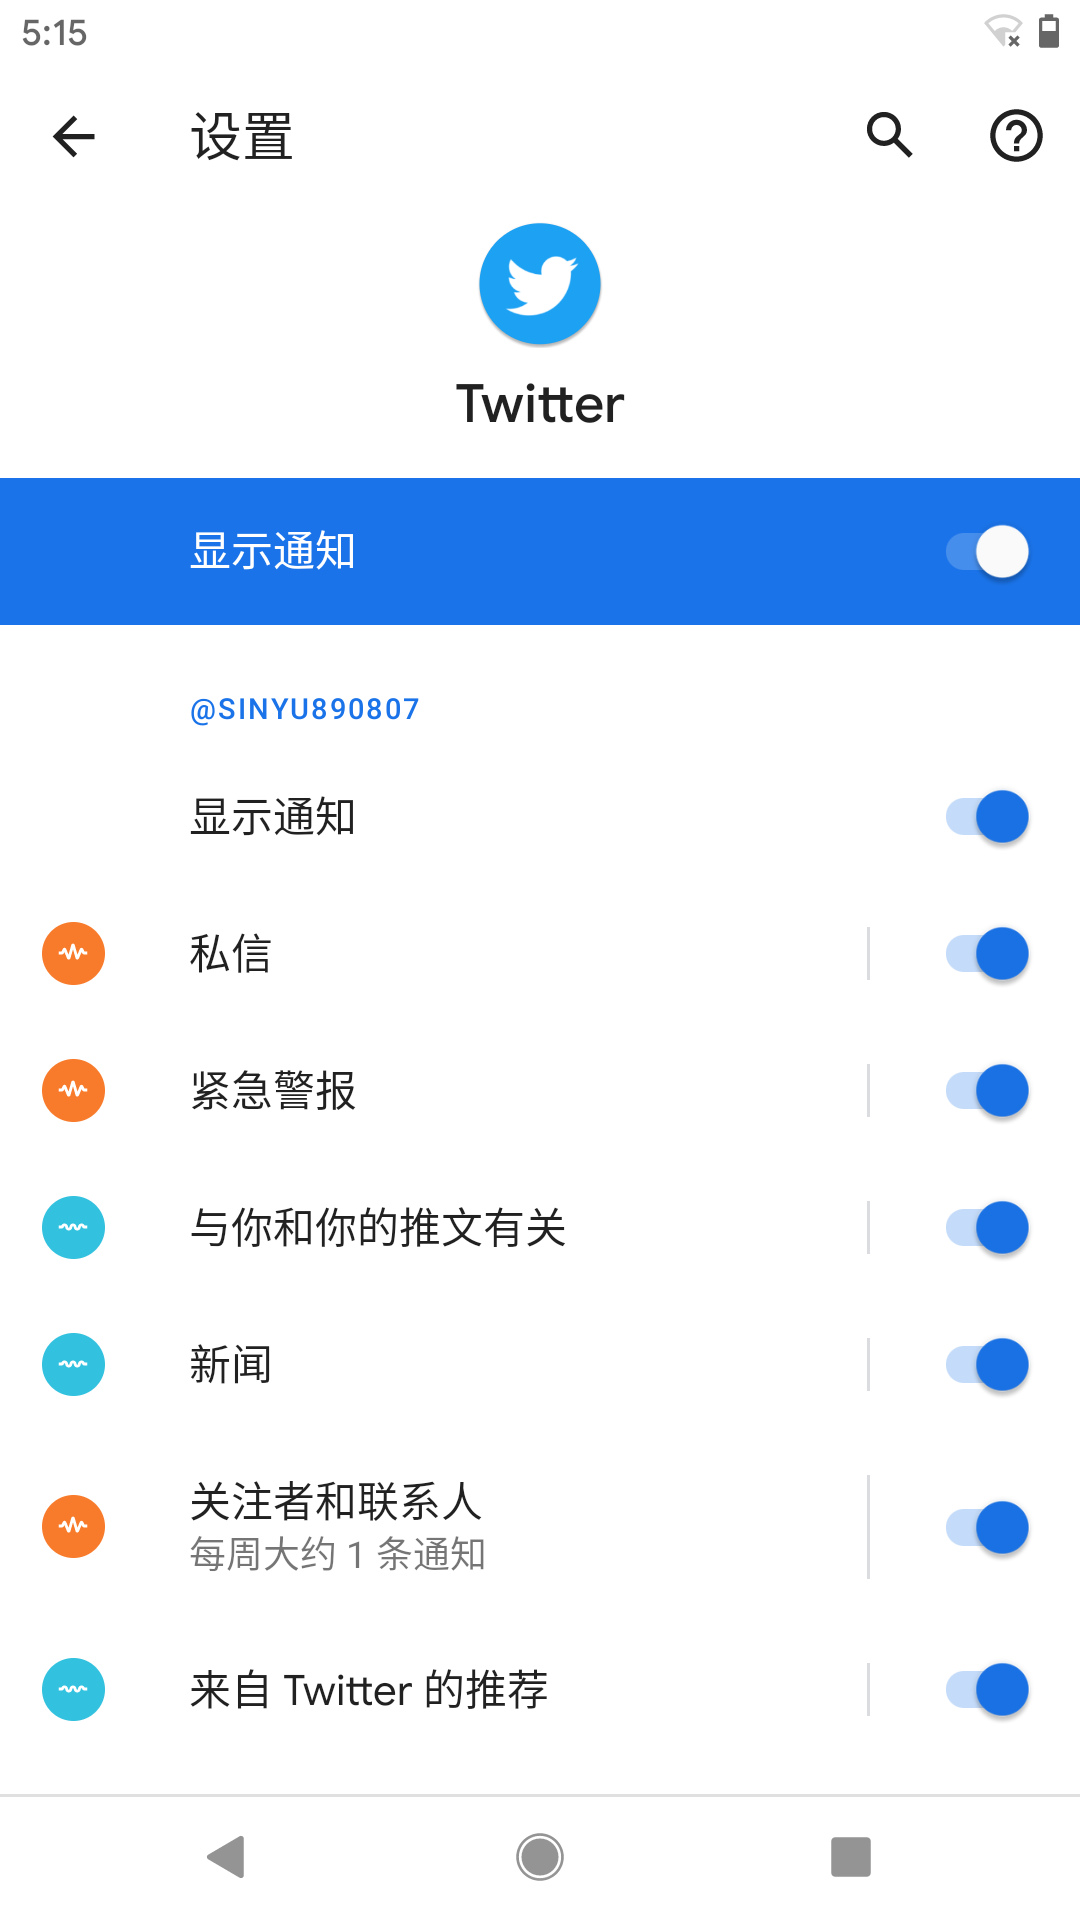 5:15
设置
Twitter
显示通知
@SINYU890807
显示通知
私信
紧急警报
与你和你的推文有关
新闻
关注者和联系人
每周大约 1 条通知
来自 Twitter 的推荐